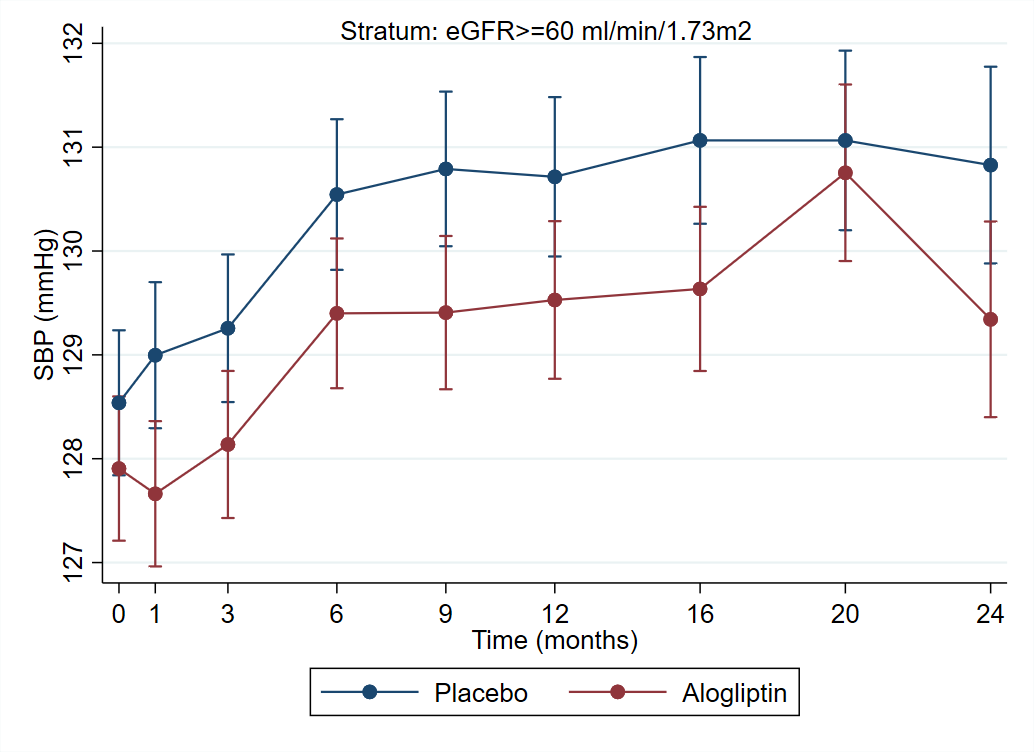 Stratum: eGFR>=60 ml/min/1.73m2
132
131
130
129
128
127
SBP (mmHg)
0 1 3 6 9 12 16 20 24
Time (months)
Placebo Alogliptin